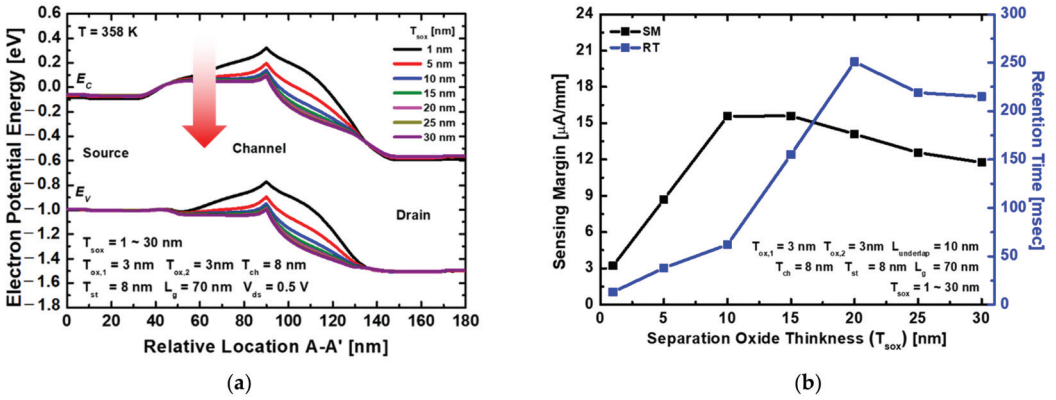 T = 358 K
T_sox [nm]
1 nm
5 nm
10 nm
15 nm
20 nm
25 nm
30 nm
E_C
Source
Channel
E_V
Drain
T_sox = 1 ~ 30 nm
T_ox,1 = 3 nm T_ox,2 = 3nm T_ch = 8 nm
T_st = 8 nm L_g = 70 nm V_ds = 0.5 V
Electron Potential Energy [eV]
0.6
0.4
0.2
0.0
−0.2
−0.4
−0.6
−0.8
−1.0
−1.2
−1.4
−1.6
−1.8
0 20 40 60 80 100 120 140 160 180
Relative Location A-A' [nm]
(a)
SM
RT
Sensing Margin [μA/mm]
24
21
18
15
12
9
6
3
0
Retention Time [msec]
300
250
200
150
100
50
0
T_ox,1 = 3 nm T_ox,2 = 3nm L_underlap = 10 nm
T_ch = 8nm T_st = 8nm L_g = 70 nm
T_sox = 1 ~ 30 nm
0 5 10 15 20 25 30
Separation Oxide Thinkness (T_sox) [nm]
(b)